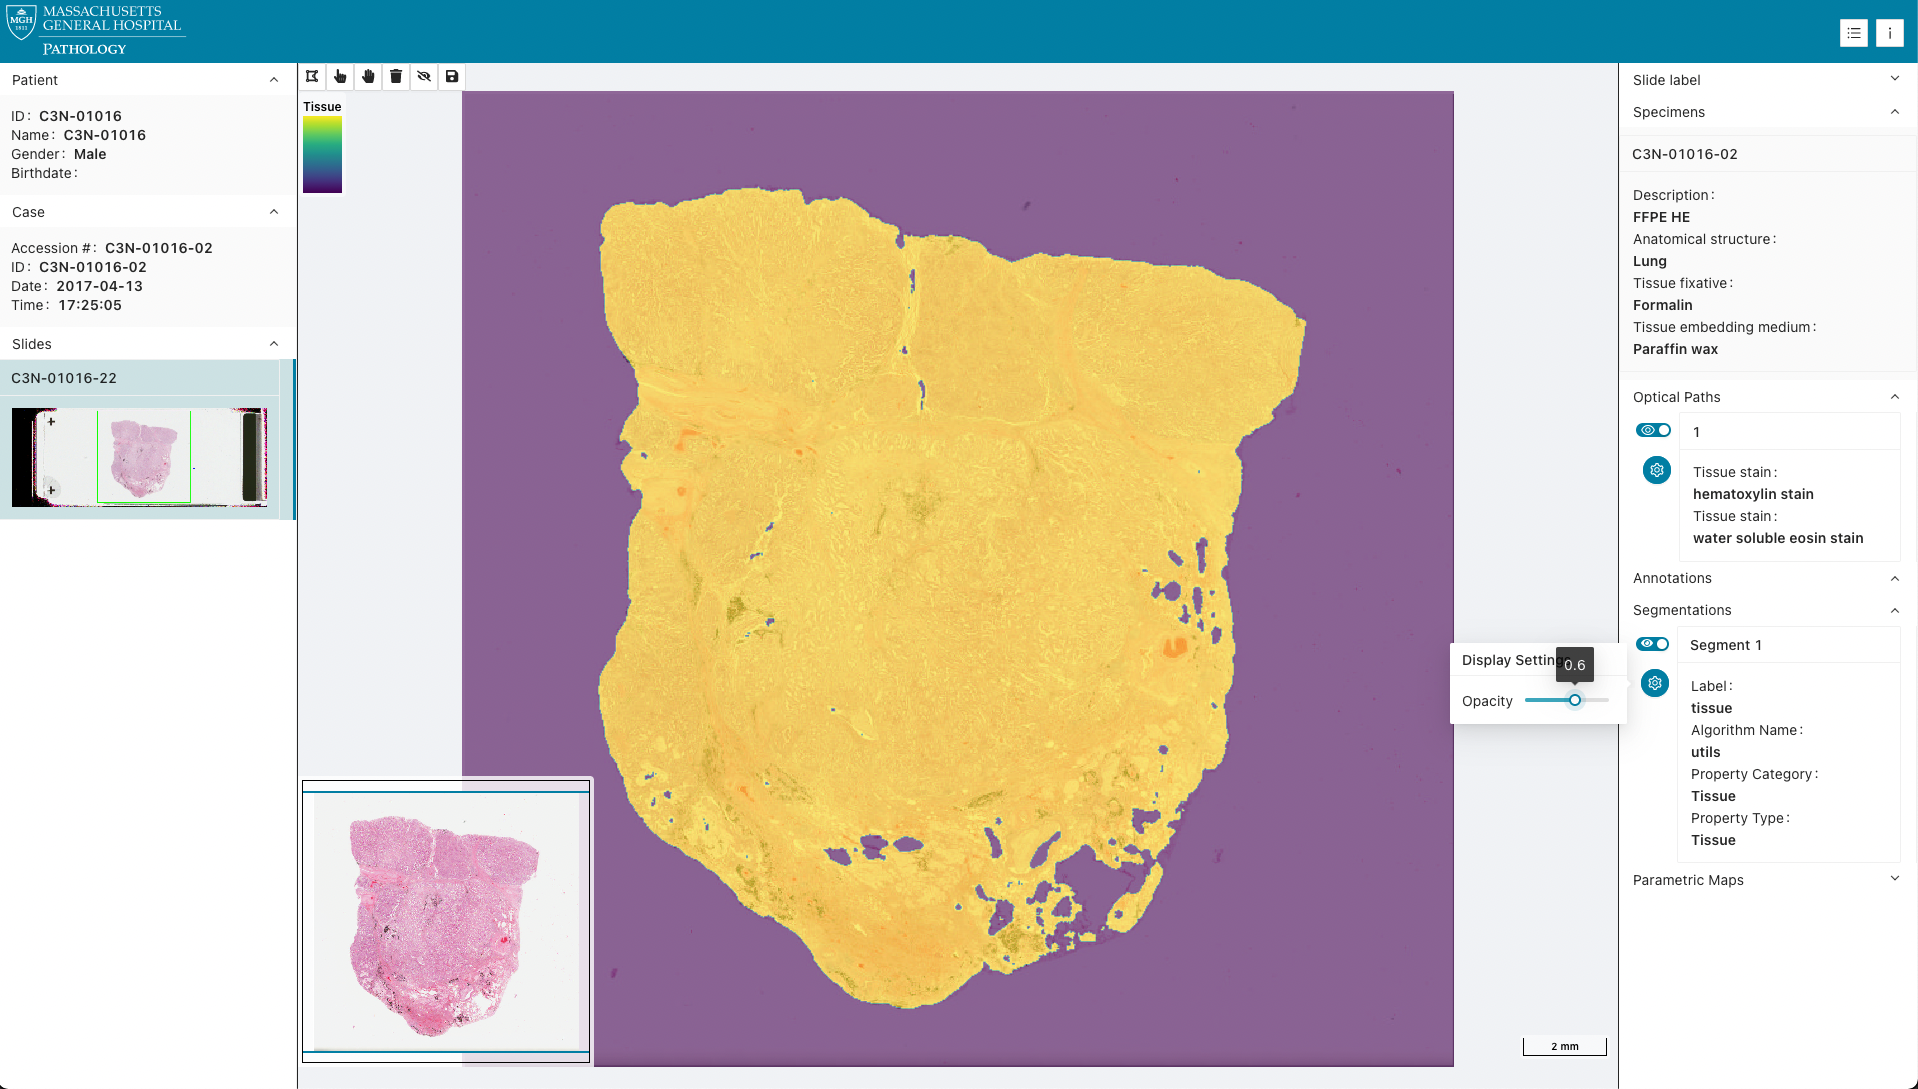 MGH
1811
MASSACHUSETTS
GENERAL HOSPITAL
PATHOLOGY
i
Patient
ID: C3N-01016
Name: C3N-01016
Gender: Male
Birthdate:
Case
Accession #: C3N-01016-02
ID: C3N-01016-02
Date: 2017-04-13
Time: 17:25:05
Slides
C3N-01016-22
Tissue
2 mm
Display Setting
0.6
Opacity
Slide label
Specimens
C3N-01016-02
Description:
FFPE HE
Anatomical structure:
Lung
Tissue fixative:
Formalin
Tissue embedding medium:
Paraffin wax
Optical Paths
1
Tissue stain:
hematoxylin stain
Tissue stain:
water soluble eosin stain
Annotations
Segmentations
Segment 1
Label:
tissue
Algorithm Name:
utils
Property Category:
Tissue
Property Type:
Tissue
Parametric Maps